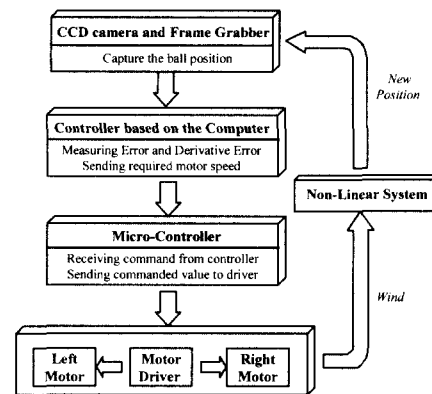 CCD camera and Frame Grabber
Capture the ball position
New
Position
Controller based on the Computer
Measuring Error and Derivative Error
Sending required motor speed
Non-Linear System
Micro-Controller
Receiving command from controller
Sending commanded value to driver
Wind
Left
Motor
Motor
Driver
Right
Motor